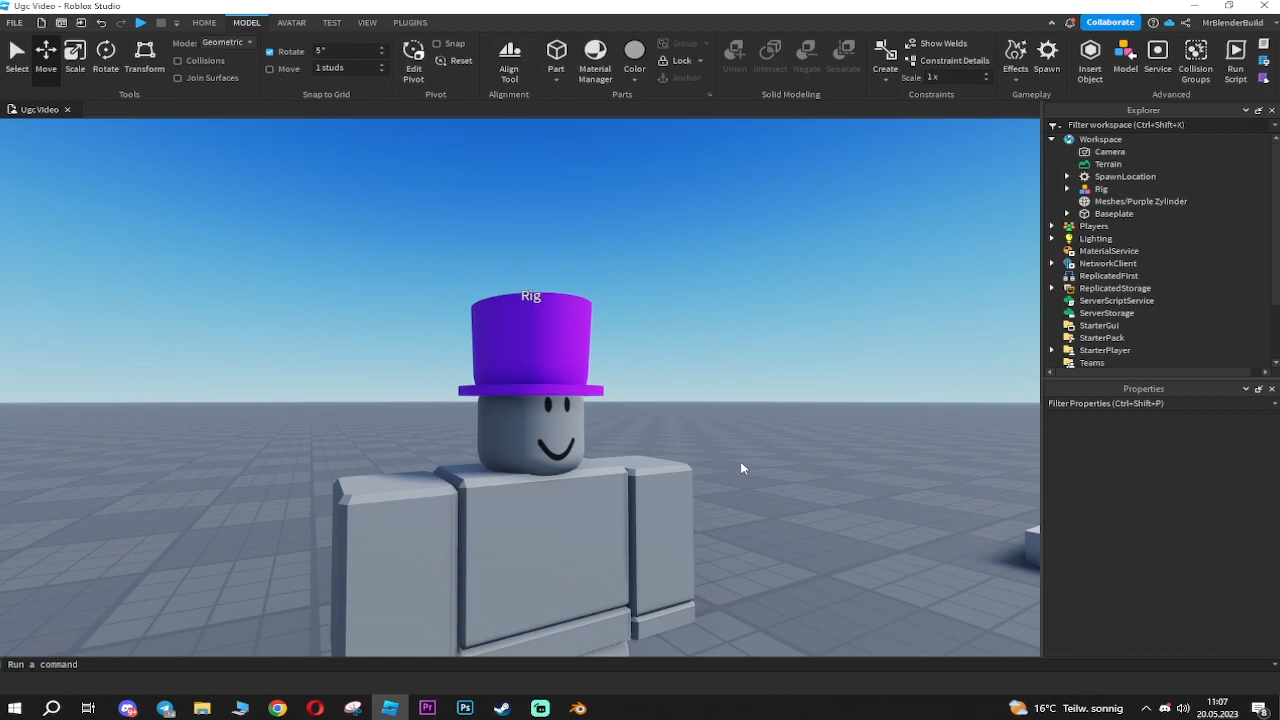 Ugc Video - Roblox Studio
FILE
HOME
MODEL
AVATAR
TEST
VIEW
PLUGINS
Collaborate
MrBlenderBuild
Select
Move
Scale
Rotate
Transform
Mode: Geometric
Collisions
Join Surfaces
Tools
Rotate 5°
Move 1 studs
Snap to Grid
Edit Pivot
Snap
Reset
Pivot
Align Tool
Alignment
Part
Material Manager
Color
Group
Lock
Anchor
Parts
Union
Intersect
Negate
Separate
Solid Modeling
Create
Show Welds
Constraint Details
Scale 1 x
Constraints
Effects
Spawn
Gameplay
Insert Object
Model
Service
Collision Groups
Run Script
Advanced
UgcVideo
Rig
Explorer
Filter workspace (Ctrl+Shift+X)
Workspace
Camera
Terrain
SpawnLocation
Rig
Meshes/Purple Zylinder
Baseplate
Players
Lighting
MaterialService
NetworkClient
ReplicatedFirst
ReplicatedStorage
ServerScriptService
ServerStorage
StarterGui
StarterPack
StarterPlayer
Teams
Properties
Filter Properties (Ctrl+Shift+P)
Run a command
Pr
Ps
16°C Teilw. sonnig
11:07
20.05.2023